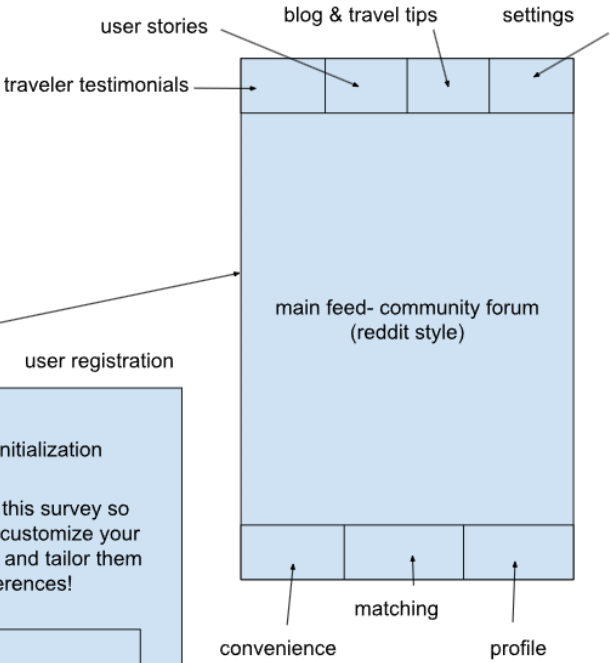 user stories
blog & travel tips
settings
traveler testimonials
main feed- community forum
(reddit style)
user registration
nitialization
this survey so
customize your
and tailor them
erences!
matching
convenience
profile